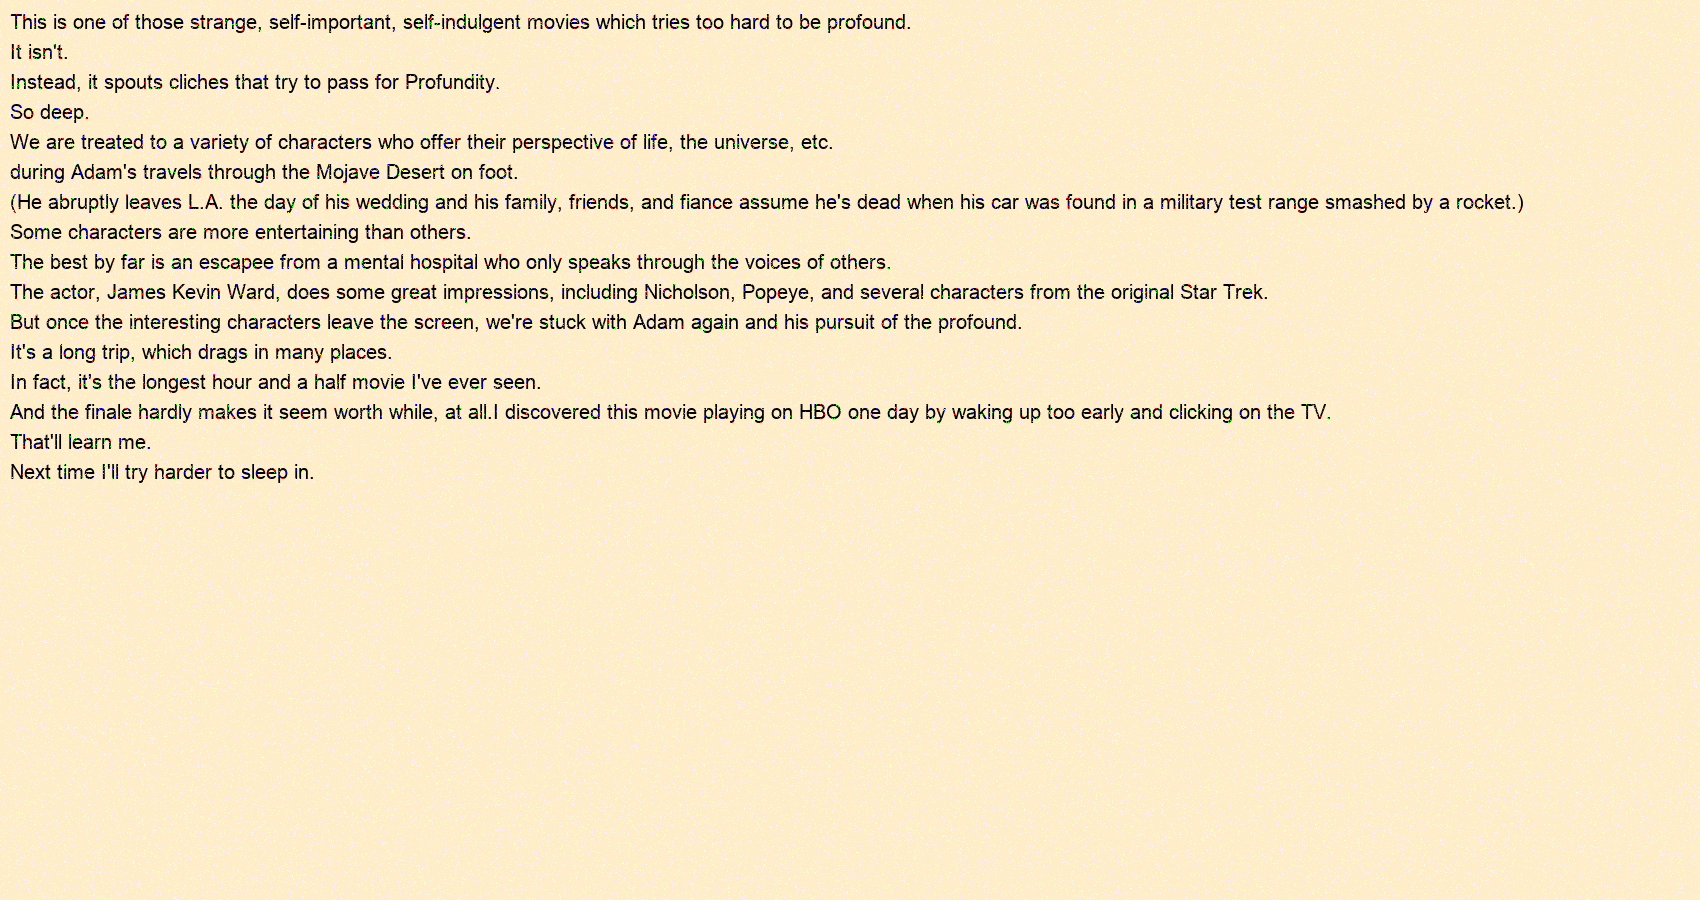 This is one of those strange, self-important, self-indulgent movies which tries too hard to be profound.
It isn't.
Instead, it spouts cliches that try to pass for Profundity.
So deep.
We are treated to a variety of characters who offer their perspective of life, the universe, etc.
during Adam's travels through the Mojave Desert on foot.
(He abruptly leaves L.A. the day of his wedding and his family, friends, and fiance assume he's dead when his car was found in a military test range smashed by a rocket.)
Some characters are more entertaining than others.
The best by far is an escapee from a mental hospital who only speaks through the voices of others.
The actor, James Kevin Ward, does some great impressions, including Nicholson, Popeye, and several characters from the original Star Trek.
But once the interesting characters leave the screen, we're stuck with Adam again and his pursuit of the profound.
It's a long trip, which drags in many places.
In fact, it's the longest hour and a half movie I've ever seen.
And the finale hardly makes it seem worth while, at all.I discovered this movie playing on HBO one day by waking up too early and clicking on the TV.
That'll learn me.
Next time I'll try harder to sleep in.